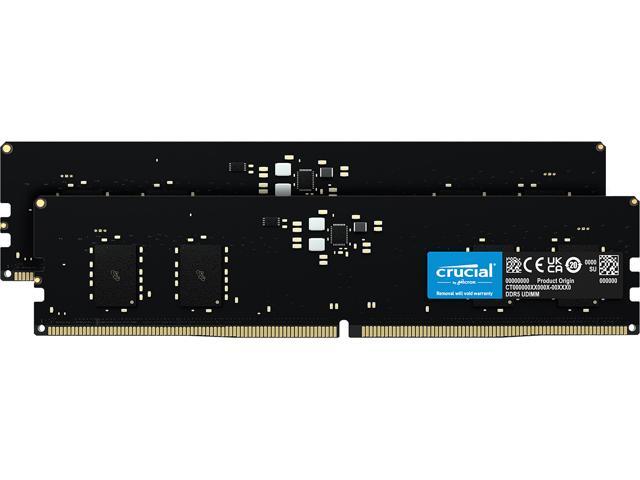 crucial
by Micron
Removal will void warranty
CE UK CA 20
0000
SU
00000000 Product Origin 000000
CT000000XX000X-00XXX0
DDR5 UDIMM